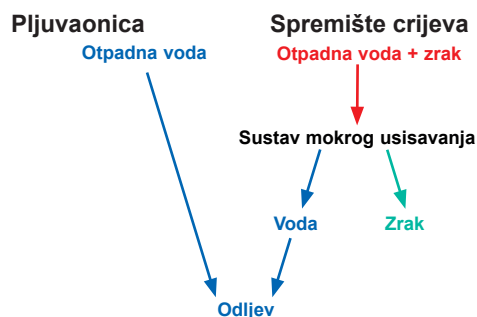 Pljuvaonica
Otpadna voda
Spremište crijeva
Otpadna voda + zrak
Sustav mokrog usisavanja
Voda
Zrak
Odljev